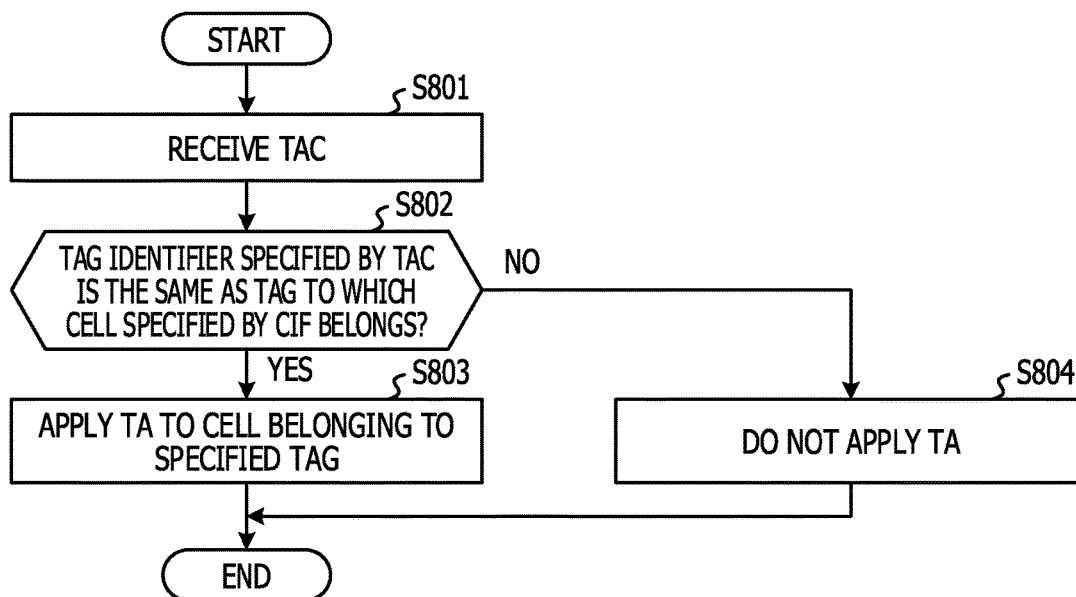 START
S801
RECEIVE TAC
S802
TAG IDENTIFIER SPECIFIED BY TAC
IS THE SAME AS TAG TO WHICH
CELL SPECIFIED BY CIF BELONGS?
NO
YES
S803
APPLY TA TO CELL BELONGING TO
SPECIFIED TAG
S804
DO NOT APPLY TA
END